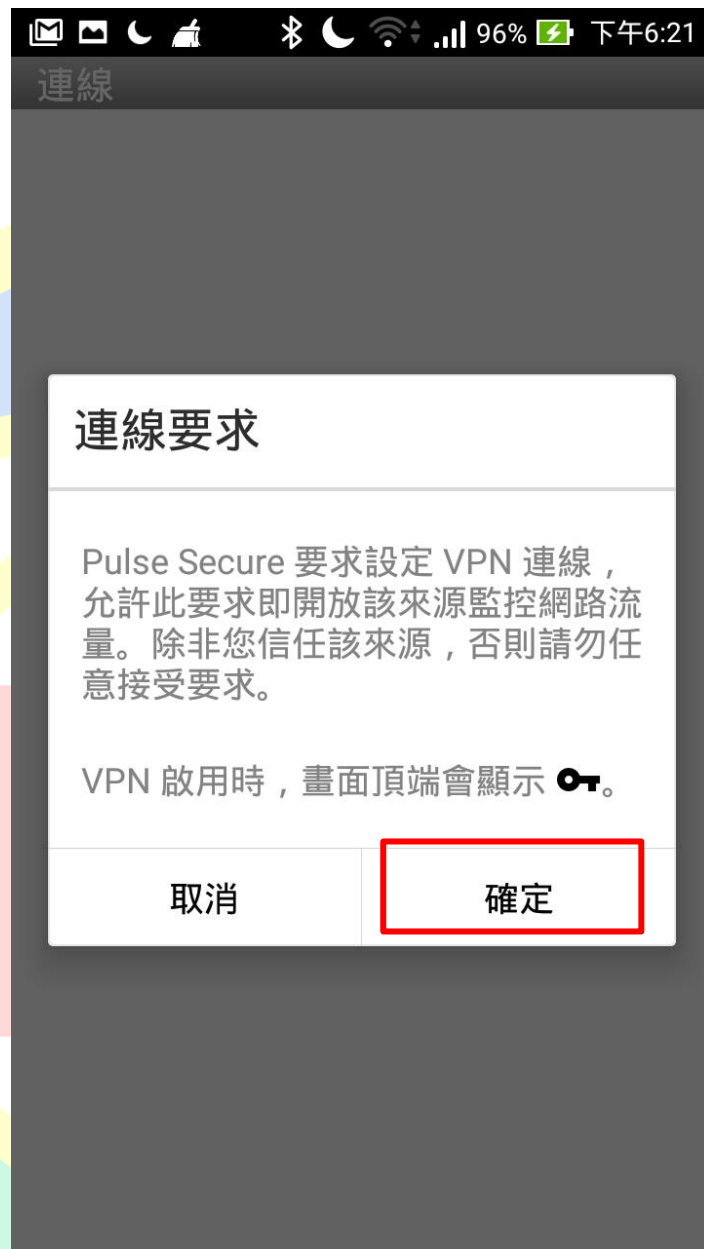 96% 下午6:21
連線
連線要求
Pulse Secure 要求設定 VPN 連線，
允許此要求即開放該來源監控網路流
量。除非您信任該來源，否則請勿任
意接受要求。
VPN 啟用時，畫面頂端會顯示 。
取消 確定